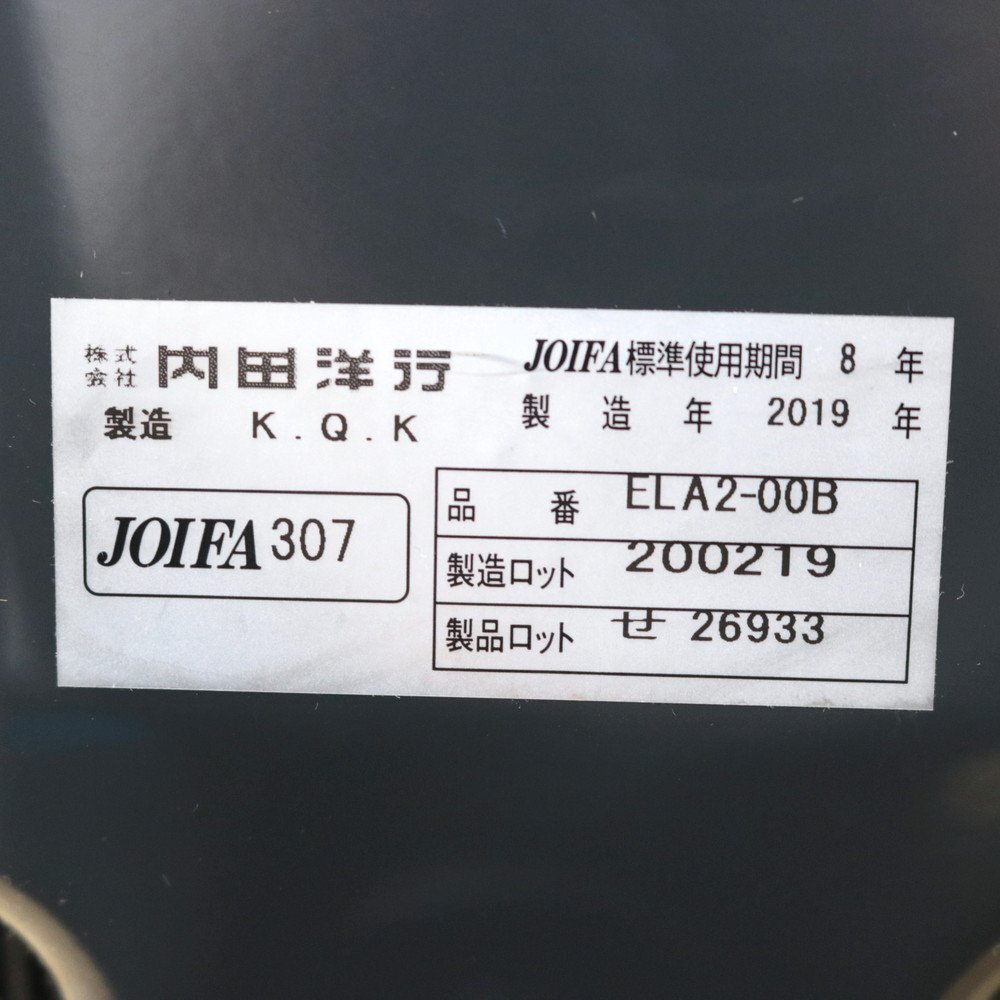 株式会社 内田洋行
製造 K.Q.K
JOIFA標準使用期間 8 年
製造年 2019 年
JOIFA 307
品番 ELA2-00B
製造ロット 200219
製品ロット せ 26933